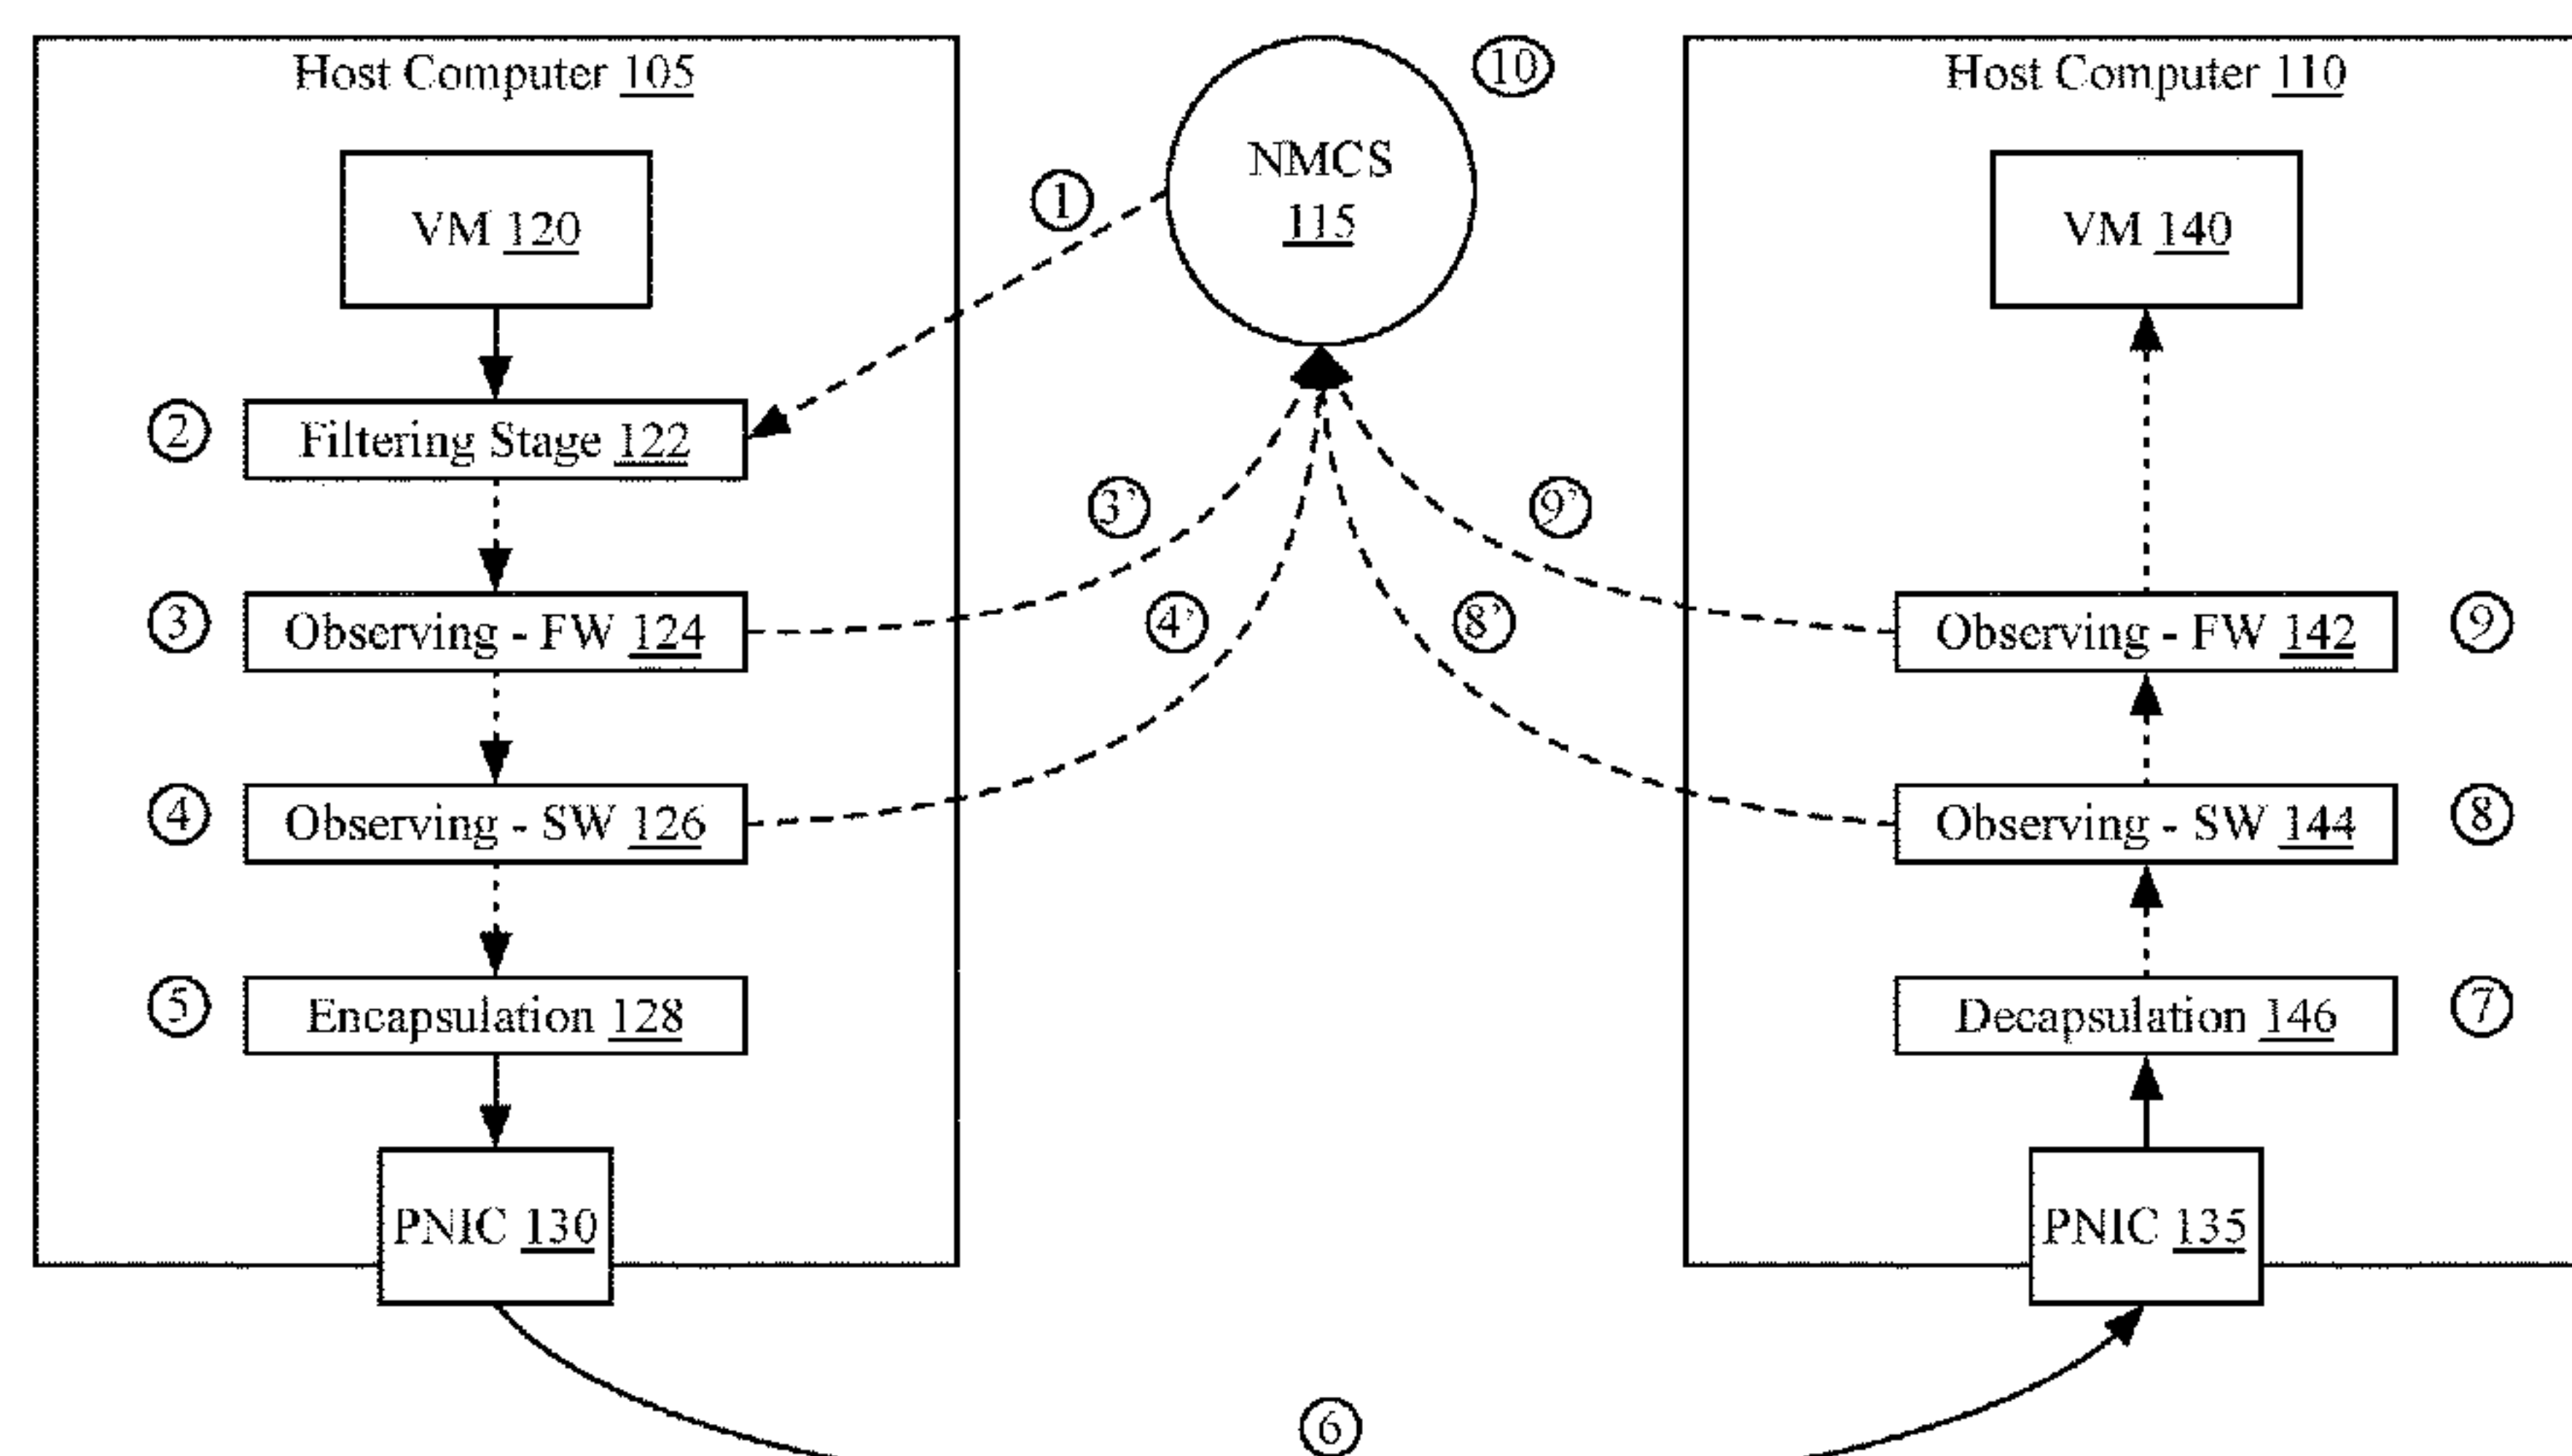 Host Computer 105
VM 120
2
Filtering Stage 122
3
Observing - FW 124
4
Observing - SW 126
5
Encapsulation 128
PNIC 130
10
NMCS
115
1
3'
9'
4'
8'
6
Host Computer 110
VM 140
Observing - FW 142
9
Observing - SW 144
8
Decapsulation 146
7
PNIC 135